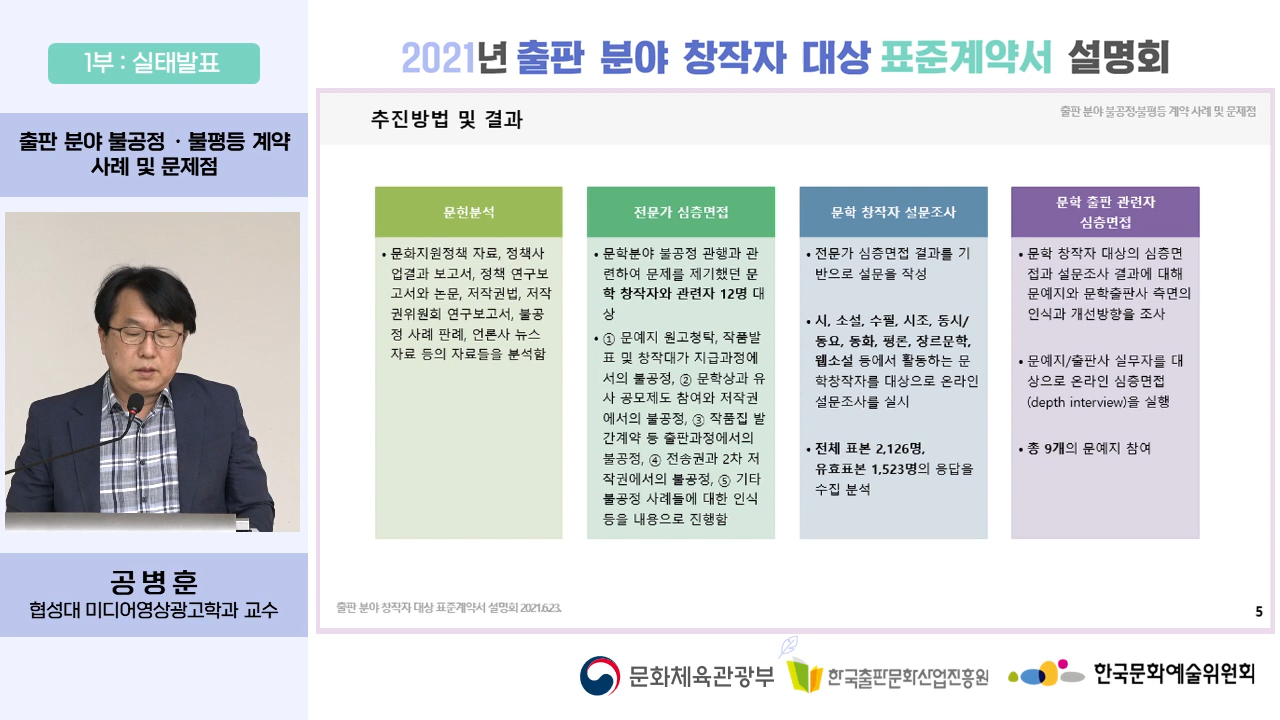 1부 : 실태발표
2021년 출판 분야 창작자 대상 표준계약서 설명회
출판 분야 불공정 · 불평등 계약
사례 및 문제점
추진방법 및 결과
출판 분야 불공정·불평등 계약 사례 및 문제점
문헌분석
• 문화지원정책 자료, 정책사
업결과 보고서, 정책 연구보
고서와 논문, 저작권법, 저작
권위원회 연구보고서, 불공
정 사례 판례, 언론사 뉴스
자료 등의 자료들을 분석함
전문가 심층면접
• 문학분야 불공정 관행과 관
련하여 문제를 제기했던 문
학 창작자와 관련자 12명 대
상
• ① 문예지 원고청탁, 작품발
표 및 창작대가 지급과정에
서의 불공정, ② 문학상과 유
사 공모제도 참여와 저작권
에서의 불공정, ③ 작품집 발
간계약 등 출판과정에서의
불공정, ④ 전송권과 2차 저
작권에서의 불공정, ⑤ 기타
불공정 사례들에 대한 인식
등을 내용으로 진행함
문학 창작자 설문조사
• 전문가 심층면접 결과를 기
반으로 설문을 작성
• 시, 소설, 수필, 시조, 동시/
동요, 동화, 평론, 장르문학,
웹소설 등에서 활동하는 문
학창작자를 대상으로 온라인
설문조사를 실시
• 전체 표본 2,126명,
유효표본 1,523명의 응답을
수집 분석
문학 출판 관련자
심층면접
• 문학 창작자 대상의 심층면
접과 설문조사 결과에 대해
문예지와 문학출판사 측면의
인식과 개선방향을 조사
• 문예지/출판사 실무자를 대
상으로 온라인 심층면접
(depth interview)을 실행
• 총 9개의 문예지 참여
공병훈
협성대 미디어영상광고학과 교수
출판 분야 창작자 대상 표준계약서 설명회 2021.6.23.
5
문화체육관광부
한국출판문화산업진흥원
한국문화예술위원회